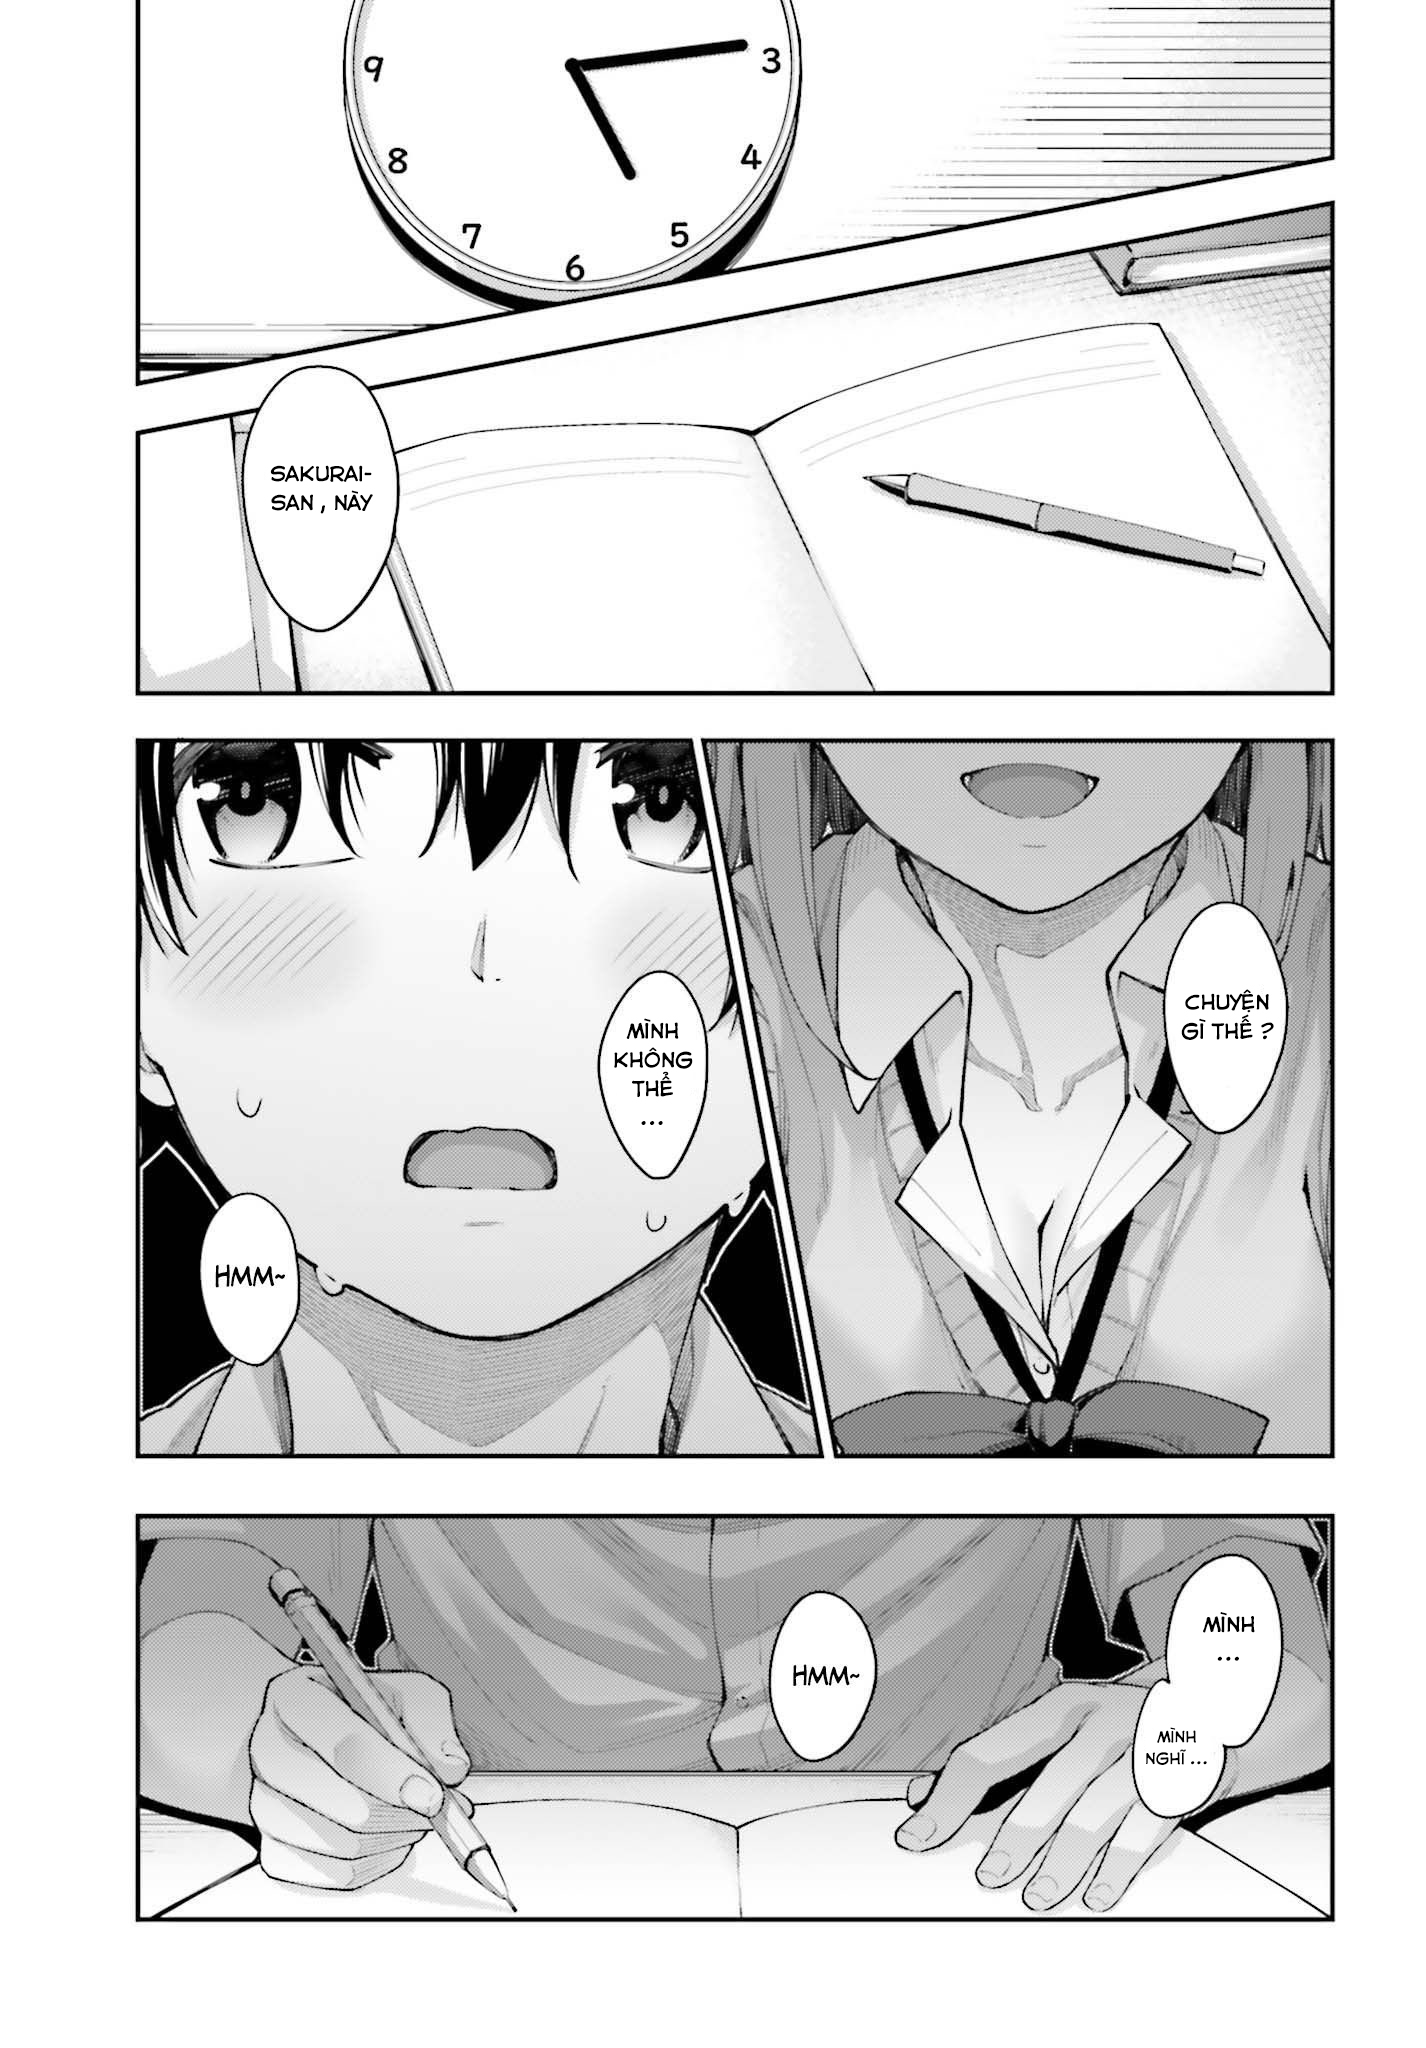 9
3
8
4
7
5
6
SAKURAI-
SAN , NÀY
CHUYỆN
GÌ THẾ ?
MÌNH
KHÔNG
THỂ
...
HMM~
MÌNH
...
MÌNH
NGHĨ ...
HMM~